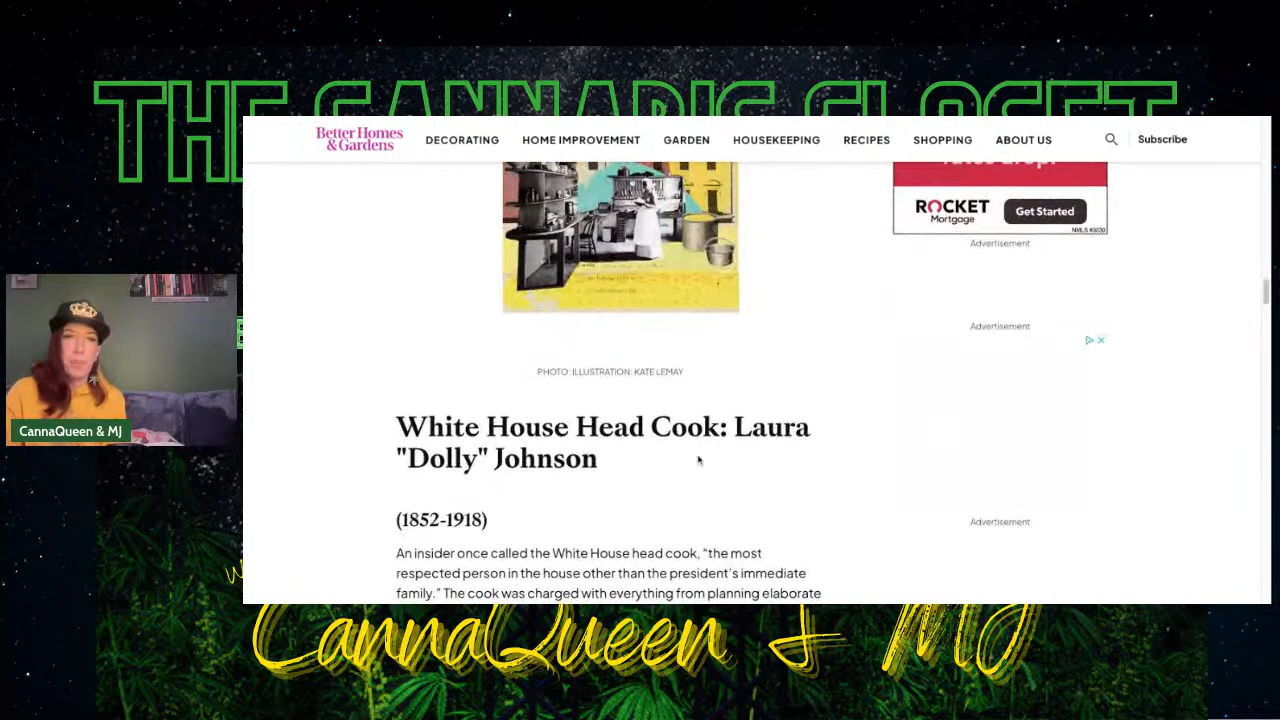 THE CANNABIS CLOSET
Better Homes
& Gardens
DECORATING
HOME IMPROVEMENT
GARDEN
HOUSEKEEPING
RECIPES
SHOPPING
ABOUT US
Subscribe
ROCKET
Mortgage
Get Started
NMLS #3030
Advertisement
Advertisement
PHOTO: ILLUSTRATION: KATE LEMAY
White House Head Cook: Laura
"Dolly" Johnson
(1852-1918)
Advertisement
An insider once called the White House head cook, “the most
respected person in the house other than the president’s immediate
family.” The cook was charged with everything from planning elaborate
CannaQueen & MJ
CannaQueen & MJ